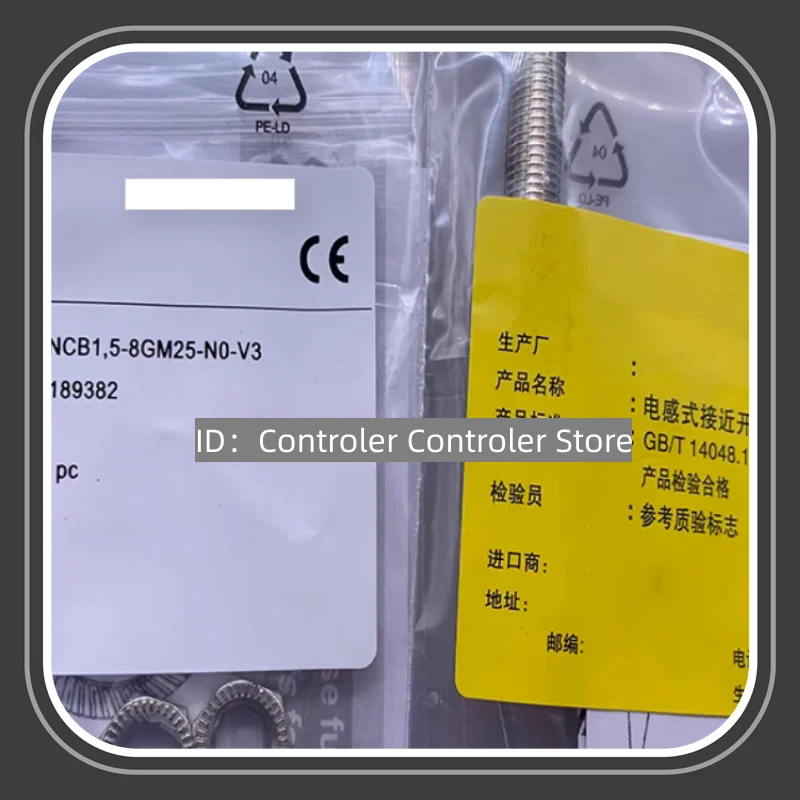 04
PE-LD
CE
NCB1,5-8GM25-N0-V3
189382
pc
04
PE-LD
生产厂
:
产品名称
: 电感式接近开
: GB/T 14048.1
产品检验合格
检验员
: 参考质验标志
进口商:
地址:
邮编:
ID：Controler Controler Store